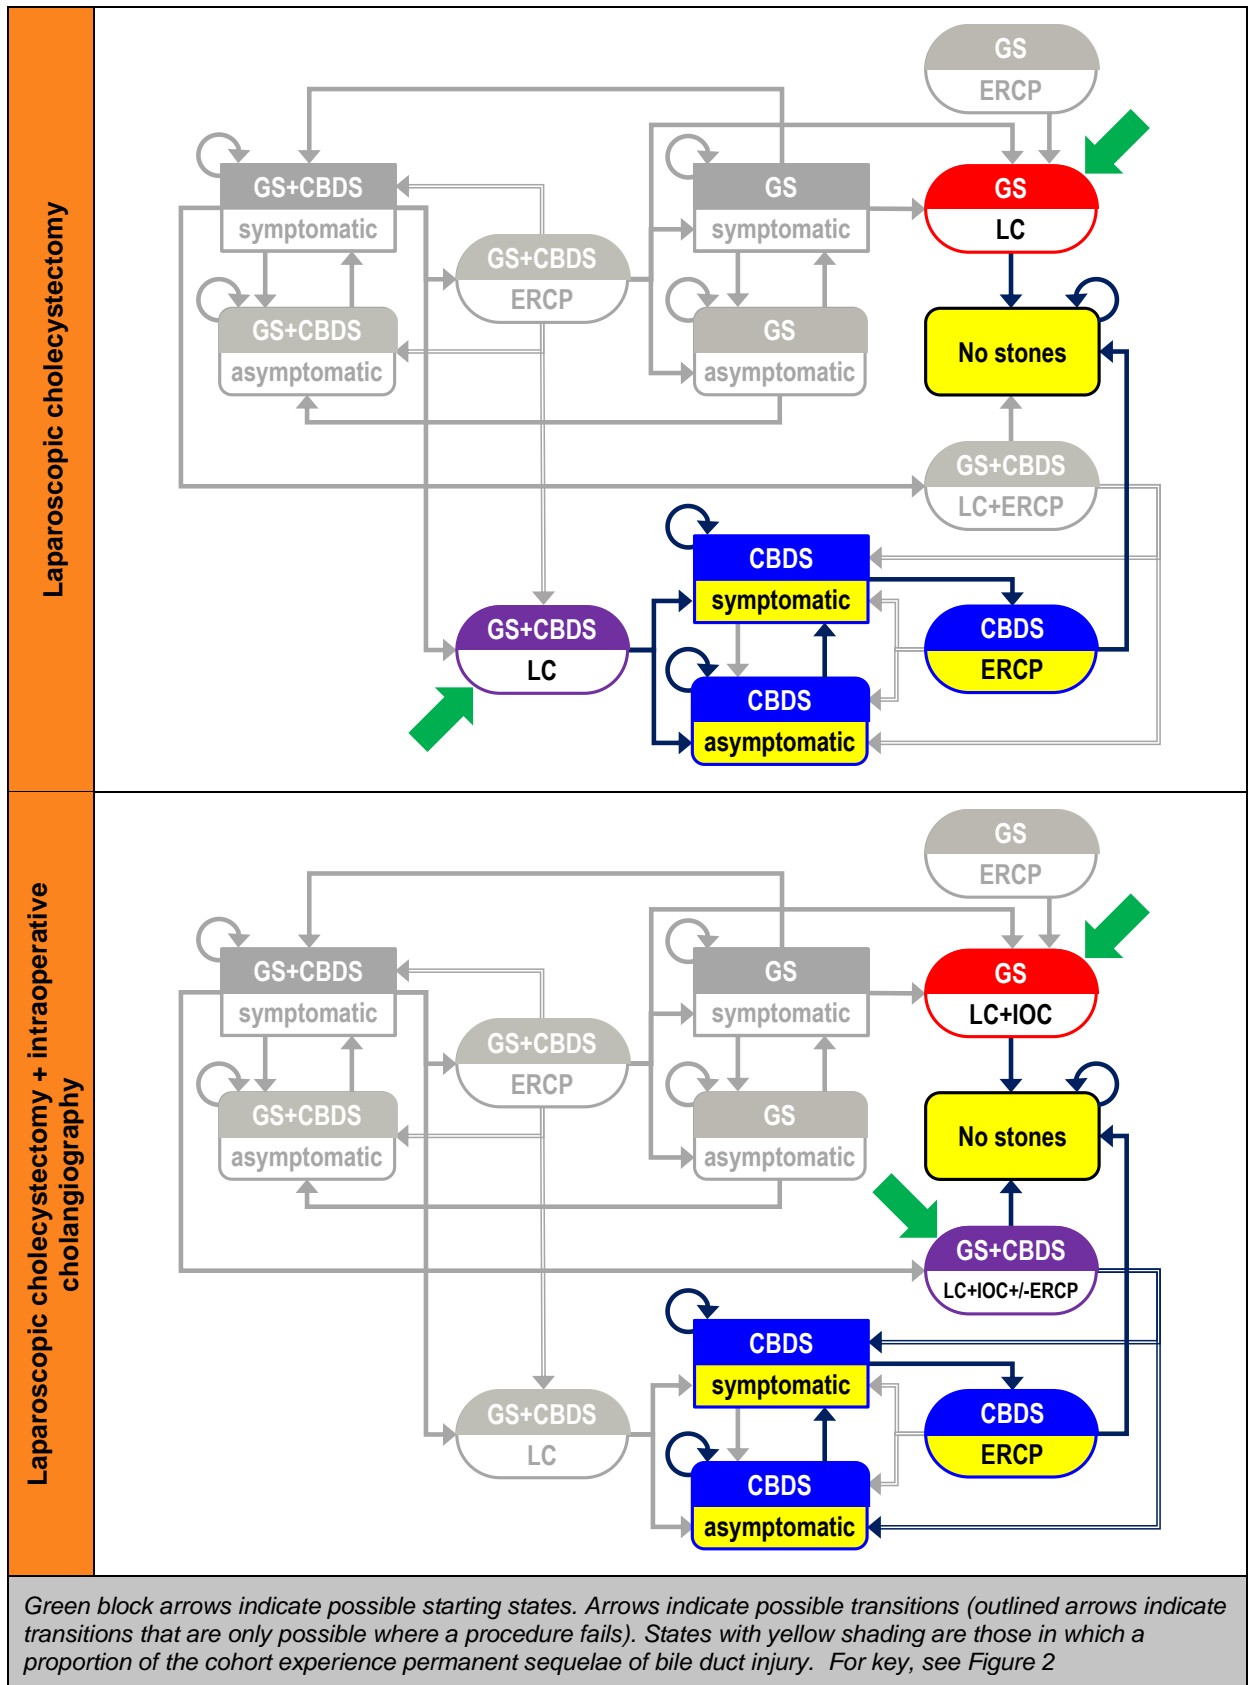 Laparoscopic cholecystectomy
GS
ERCP
GS+CBDS
symptomatic
GS
symptomatic
GS
LC
GS+CBDS
ERCP
GS+CBDS
asymptomatic
GS
asymptomatic
No stones
GS+CBDS
LC+ERCP
CBDS
symptomatic
GS+CBDS
LC
CBDS
ERCP
CBDS
asymptomatic
Laparoscopic cholecystectomy + intraoperative
cholangiography
GS
ERCP
GS+CBDS
symptomatic
GS
symptomatic
GS
LC+IOC
GS+CBDS
ERCP
GS+CBDS
asymptomatic
GS
asymptomatic
No stones
GS+CBDS
LC+IOC+/-ERCP
CBDS
symptomatic
GS+CBDS
LC
CBDS
ERCP
CBDS
asymptomatic
Green block arrows indicate possible starting states. Arrows indicate possible transitions (outlined arrows indicate
transitions that are only possible where a procedure fails). States with yellow shading are those in which a
proportion of the cohort experience permanent sequelae of bile duct injury. For key, see Figure 2